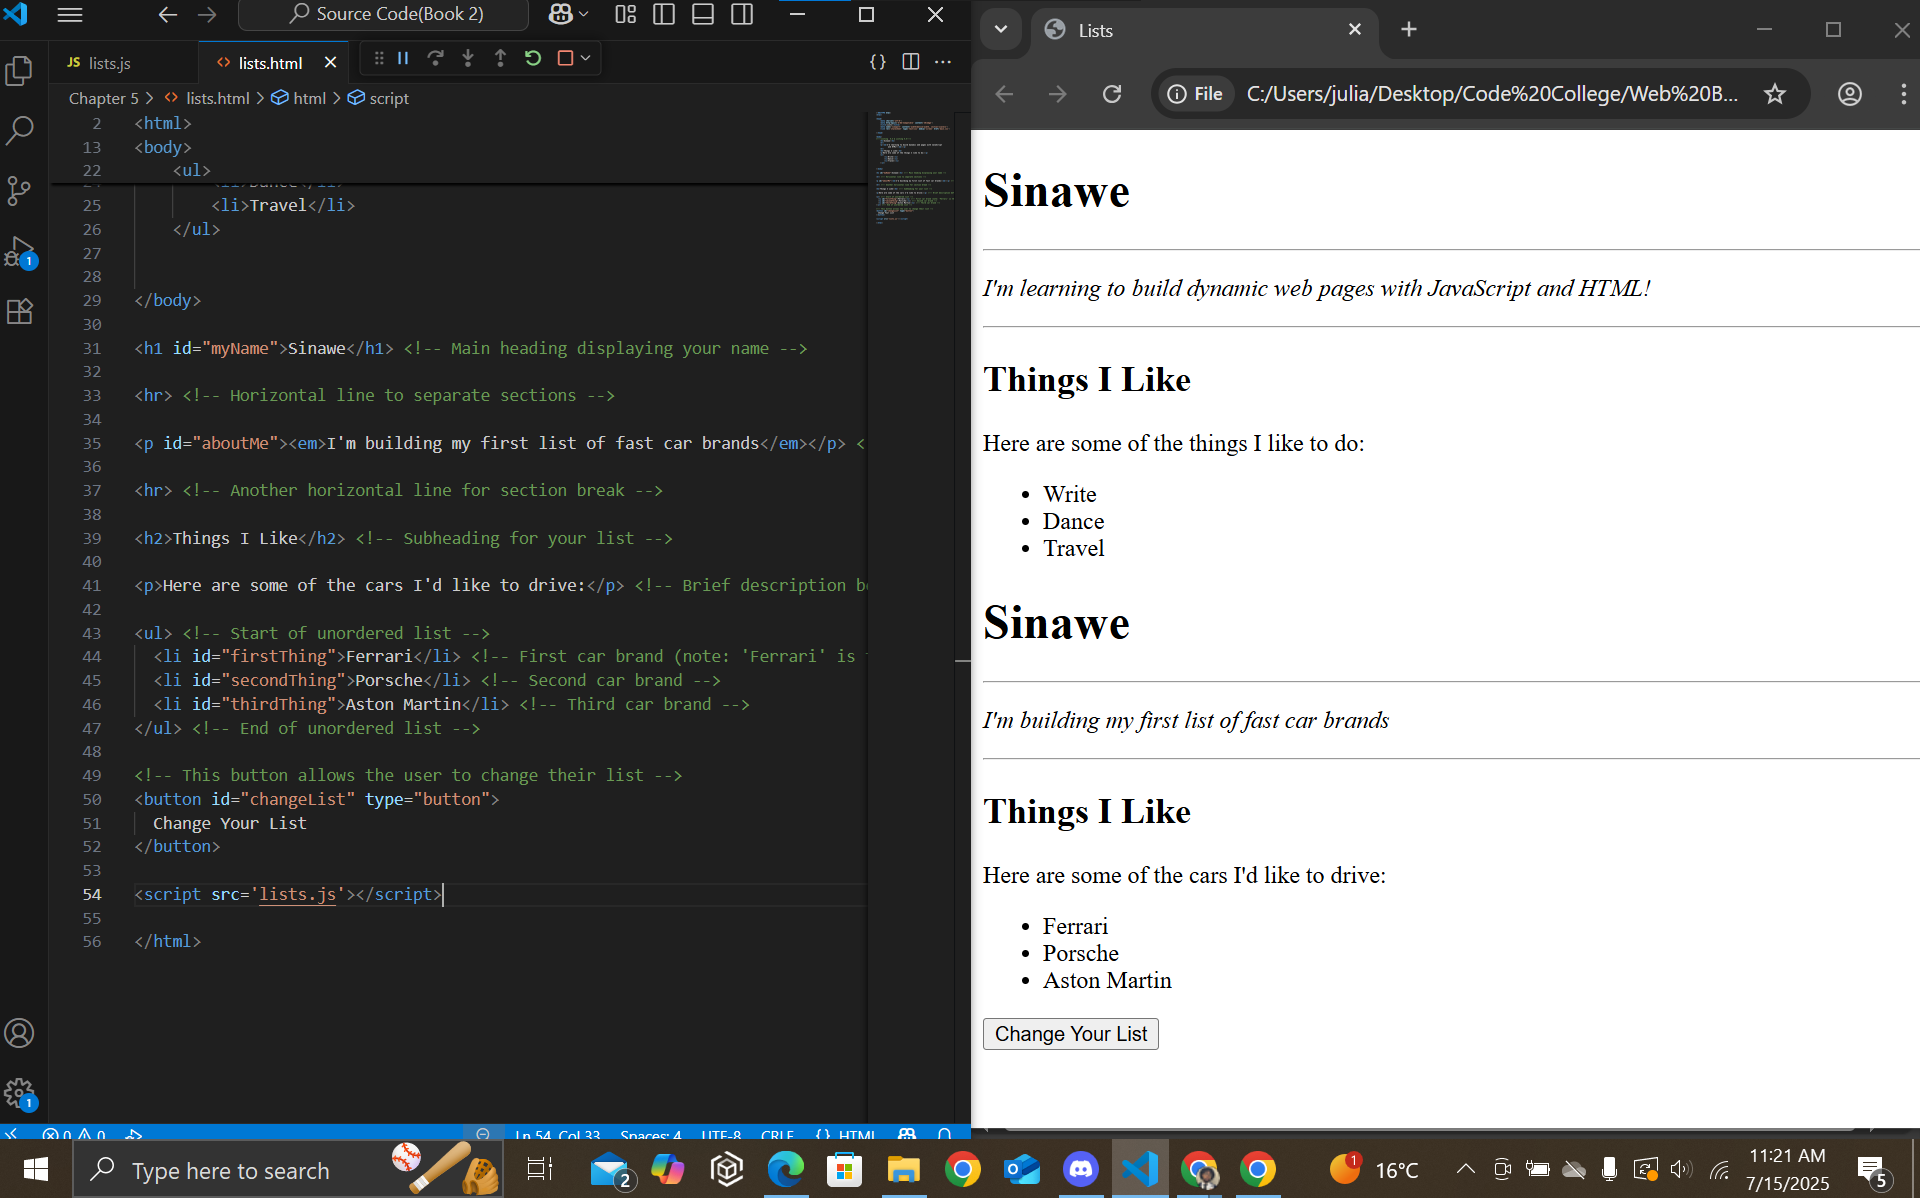 Source Code(Book 2)
JS lists.js
<> lists.html
Chapter 5 > <> lists.html > html > script
2 <html>
13 <body>
22 <ul>
25 <li>Travel</li>
26 </ul>
27
28
29 </body>
30
31 <h1 id="myName">Sinawe</h1> <!-- Main heading displaying your name -->
32
33 <hr> <!-- Horizontal line to separate sections -->
34
35 <p id="aboutMe"><em>I'm building my first list of fast car brands</em></p> <
36
37 <hr> <!-- Another horizontal line for section break -->
38
39 <h2>Things I Like</h2> <!-- Subheading for your list -->
40
41 <p>Here are some of the cars I'd like to drive:</p> <!-- Brief description b
42
43 <ul> <!-- Start of unordered list -->
44 <li id="firstThing">Ferrari</li> <!-- First car brand (note: 'Ferrari' is
45 <li id="secondThing">Porsche</li> <!-- Second car brand -->
46 <li id="thirdThing">Aston Martin</li> <!-- Third car brand -->
47 </ul> <!-- End of unordered list -->
48
49 <!-- This button allows the user to change their list -->
50 <button id="changeList" type="button">
51 Change Your List
52 </button>
53
54 <script src='lists.js'></script>
55
56 </html>
1
1
0 0
Ln 54, Col 33 Spaces: 4 UTF-8 CRLF {} HTML
Lists
File C:/Users/julia/Desktop/Code%20College/Web%20B...
Sinawe
I'm learning to build dynamic web pages with JavaScript and HTML!
Things I Like
Here are some of the things I like to do:
• Write
• Dance
• Travel
Sinawe
I'm building my first list of fast car brands
Things I Like
Here are some of the cars I'd like to drive:
• Ferrari
• Porsche
• Aston Martin
Change Your List
Type here to search
2
1
16°C
11:21 AM
7/15/2025
5